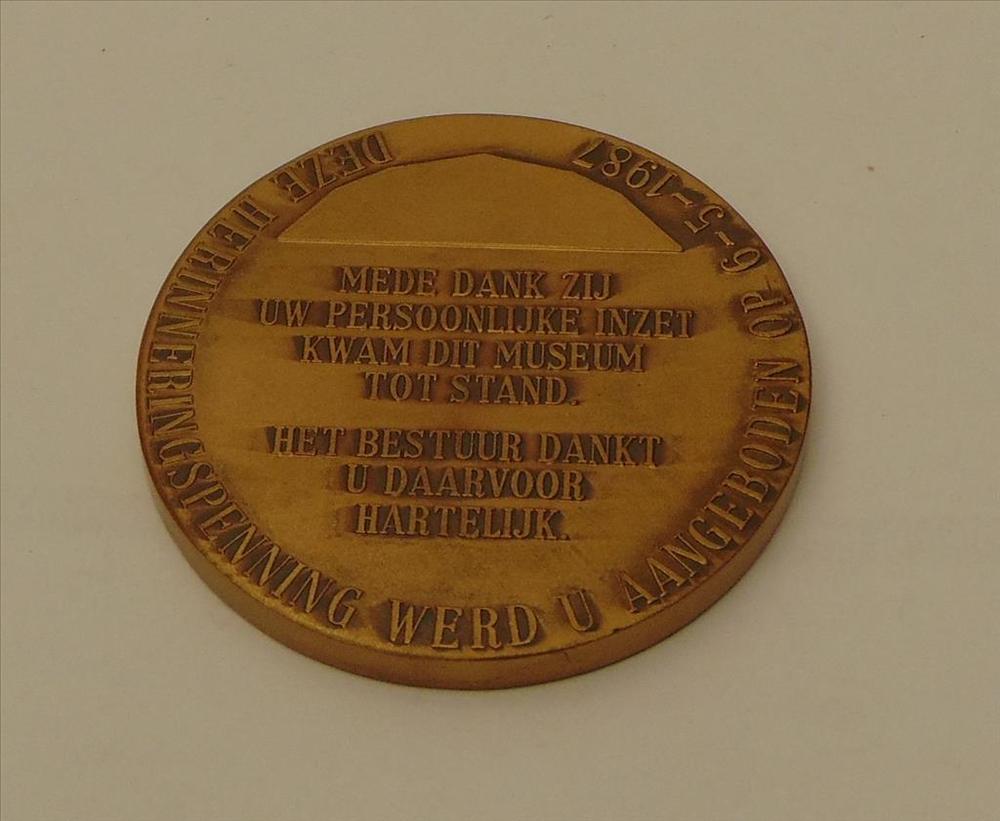 DEZE HERINNERINGSPENNING WERD U AANGEBODEN OP 6-5-1987
MEDE DANK ZIJ
UW PERSOONLIJKE INZET
KWAM DIT MUSEUM
TOT STAND.
HET BESTUUR DANKT
U DAARVOOR
HARTELIJK.